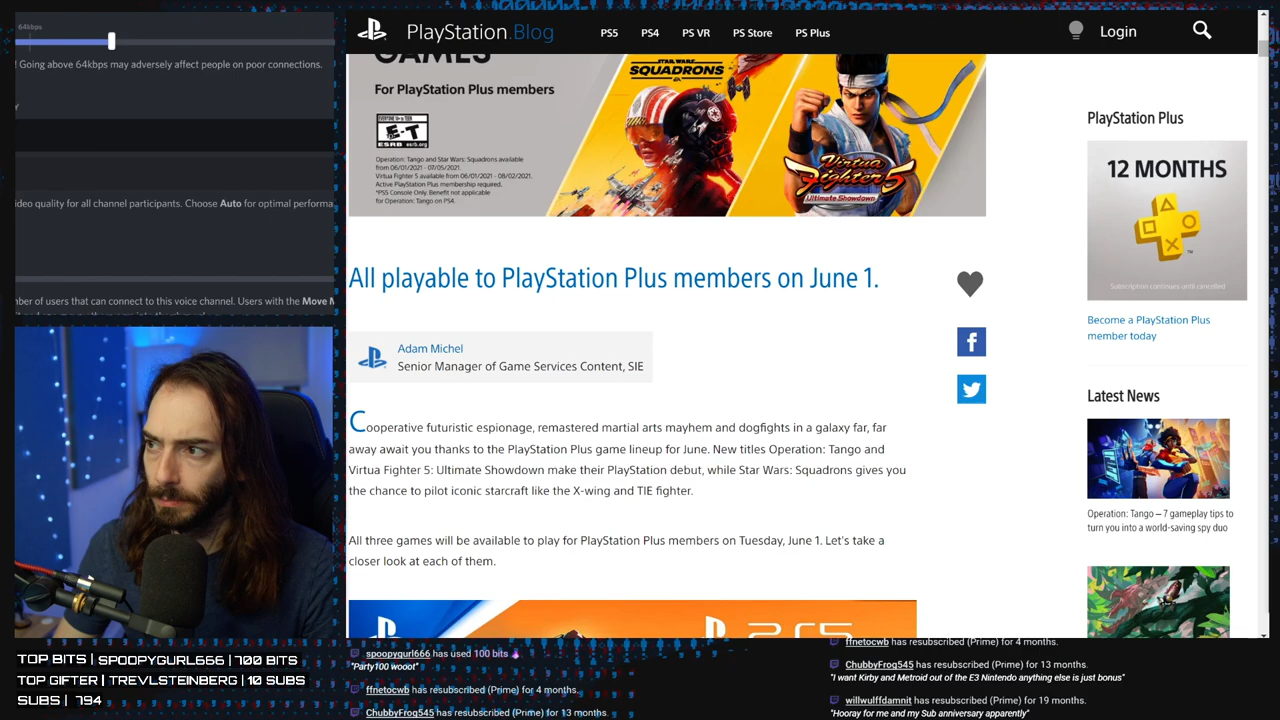 64kbps
! Going above 64kbps may adversely affect people on poor connections.
Y
ideo quality for all channel participants. Choose Auto for optimal performa
nber of users that can connect to this voice channel. Users with the Move M
PlayStation.Blog
PS5
PS4
PS VR
PS Store
PS Plus
Login
GAMES
For PlayStation Plus members
EVERYONE 10+ TEEN
E-T
ESRB esrb.org
Operation: Tango and Star Wars: Squadrons available
from 06/01/2021 - 07/05/2021.
Virtua Fighter 5 available from 06/01/2021 - 08/02/2021.
Active PlayStation Plus membership required.
*PS5 Console Only. Benefit not applicable
for Operation: Tango on PS4.
STAR WARS
SQUADRONS
Virtua
Fighter 5
Ultimate Showdown
All playable to PlayStation Plus members on June 1.
Adam Michel
Senior Manager of Game Services Content, SIE
Cooperative futuristic espionage, remastered martial arts mayhem and dogfights in a galaxy far, far
away await you thanks to the PlayStation Plus game lineup for June. New titles Operation: Tango and
Virtua Fighter 5: Ultimate Showdown make their PlayStation debut, while Star Wars: Squadrons gives you
the chance to pilot iconic starcraft like the X-wing and TIE fighter.
All three games will be available to play for PlayStation Plus members on Tuesday, June 1. Let's take a
closer look at each of them.
PS5
PlayStation Plus
12 MONTHS
Subscription continues until cancelled
Become a PlayStation Plus
member today
Latest News
Operation: Tango – 7 gameplay tips to
turn you into a world-saving spy duo
TOP BITS | SPOOPYGURL666 | 700 BITS
TOP GIFTER | TREVLSTEINBERG | 10 SUBS
SUBS | 794
spoopygurl666 has used 100 bits
"Party100 wooot"
ffnetocwb has resubscribed (Prime) for 4 months.
ChubbyFrog545 has resubscribed (Prime) for 13 months.
ffnetocwb has resubscribed (Prime) for 4 months.
ChubbyFrog545 has resubscribed (Prime) for 13 months.
"I want Kirby and Metroid out of the E3 Nintendo anything else is just bonus"
willwulffdamnit has resubscribed (Prime) for 19 months.
"Hooray for me and my Sub anniversary apparently"